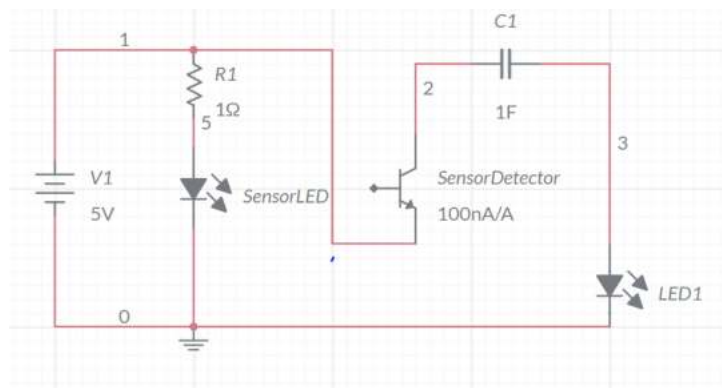 C1
1
R1
2
1Ω
5
1F
3
V1
SensorDetector
SensorLED
5V
100nA/A
LED1
0